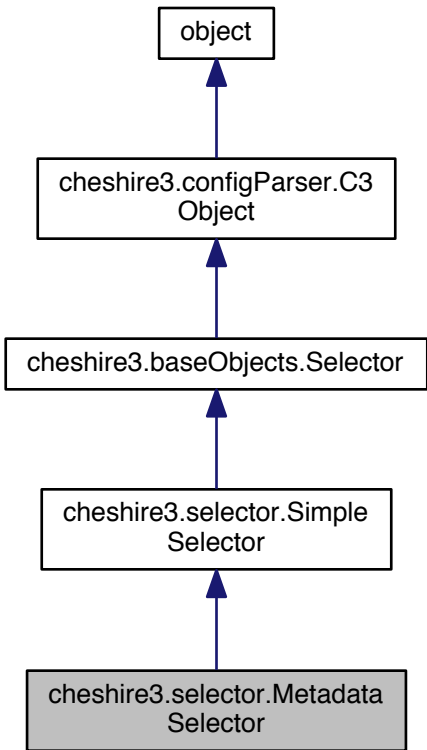 object
cheshire3.configParser.C3
Object
cheshire3.baseObjects.Selector
cheshire3.selector.Simple
Selector
cheshire3.selector.Metadata
Selector